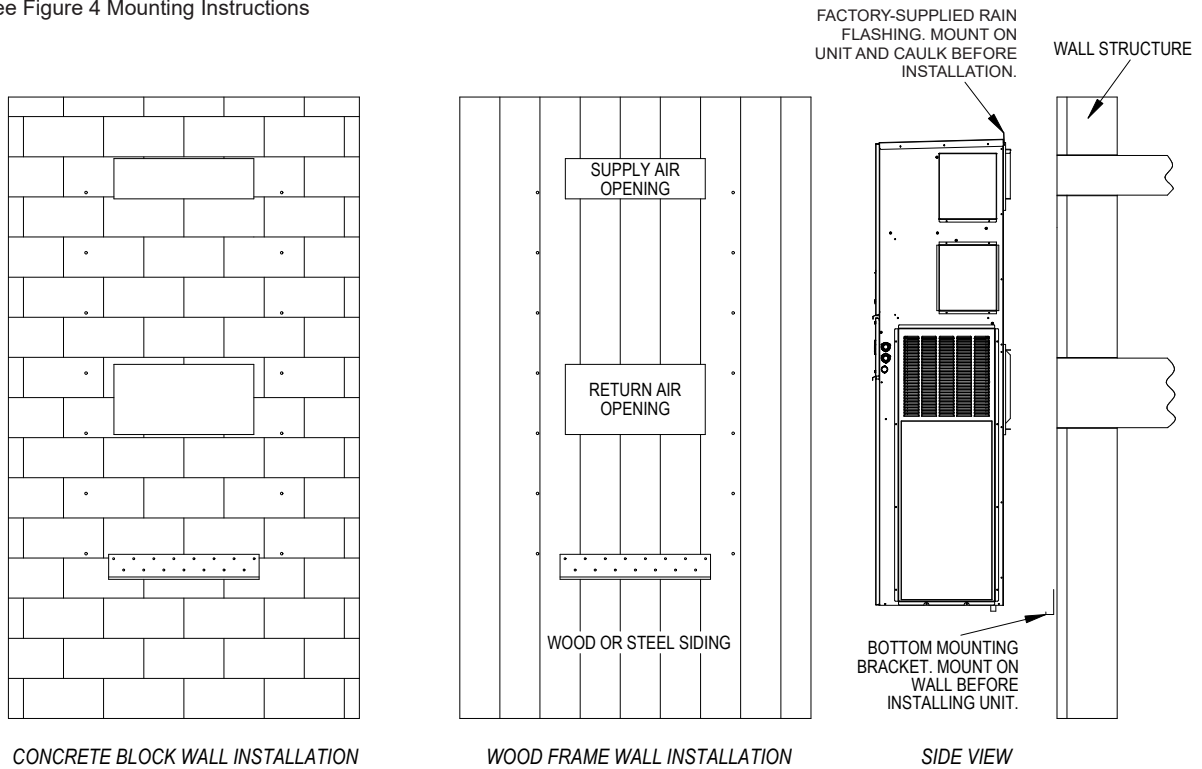 ee Figure 4 Mounting Instructions
FACTORY-SUPPLIED RAIN
FLASHING. MOUNT ON
UNIT AND CAULK BEFORE
INSTALLATION.
WALL STRUCTURE
SUPPLY AIR
OPENING
RETURN AIR
OPENING
WOOD OR STEEL SIDING
BOTTOM MOUNTING
BRACKET. MOUNT ON
WALL BEFORE
INSTALLING UNIT.
CONCRETE BLOCK WALL INSTALLATION
WOOD FRAME WALL INSTALLATION
SIDE VIEW